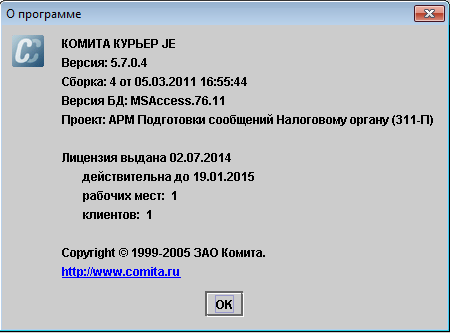 О программе
КОМИТА КУРЬЕР JE
Версия: 5.7.0.4
Сборка: 4 от 05.03.2011 16:55:44
Версия БД: MSAccess.76.11
Проект: АРМ Подготовки сообщений Налоговому органу (311-П)
Лицензия выдана 02.07.2014
действительна до 19.01.2015
рабочих мест: 1
клиентов: 1
Copyright © 1999-2005 ЗАО Комита.
http://www.comita.ru
OK